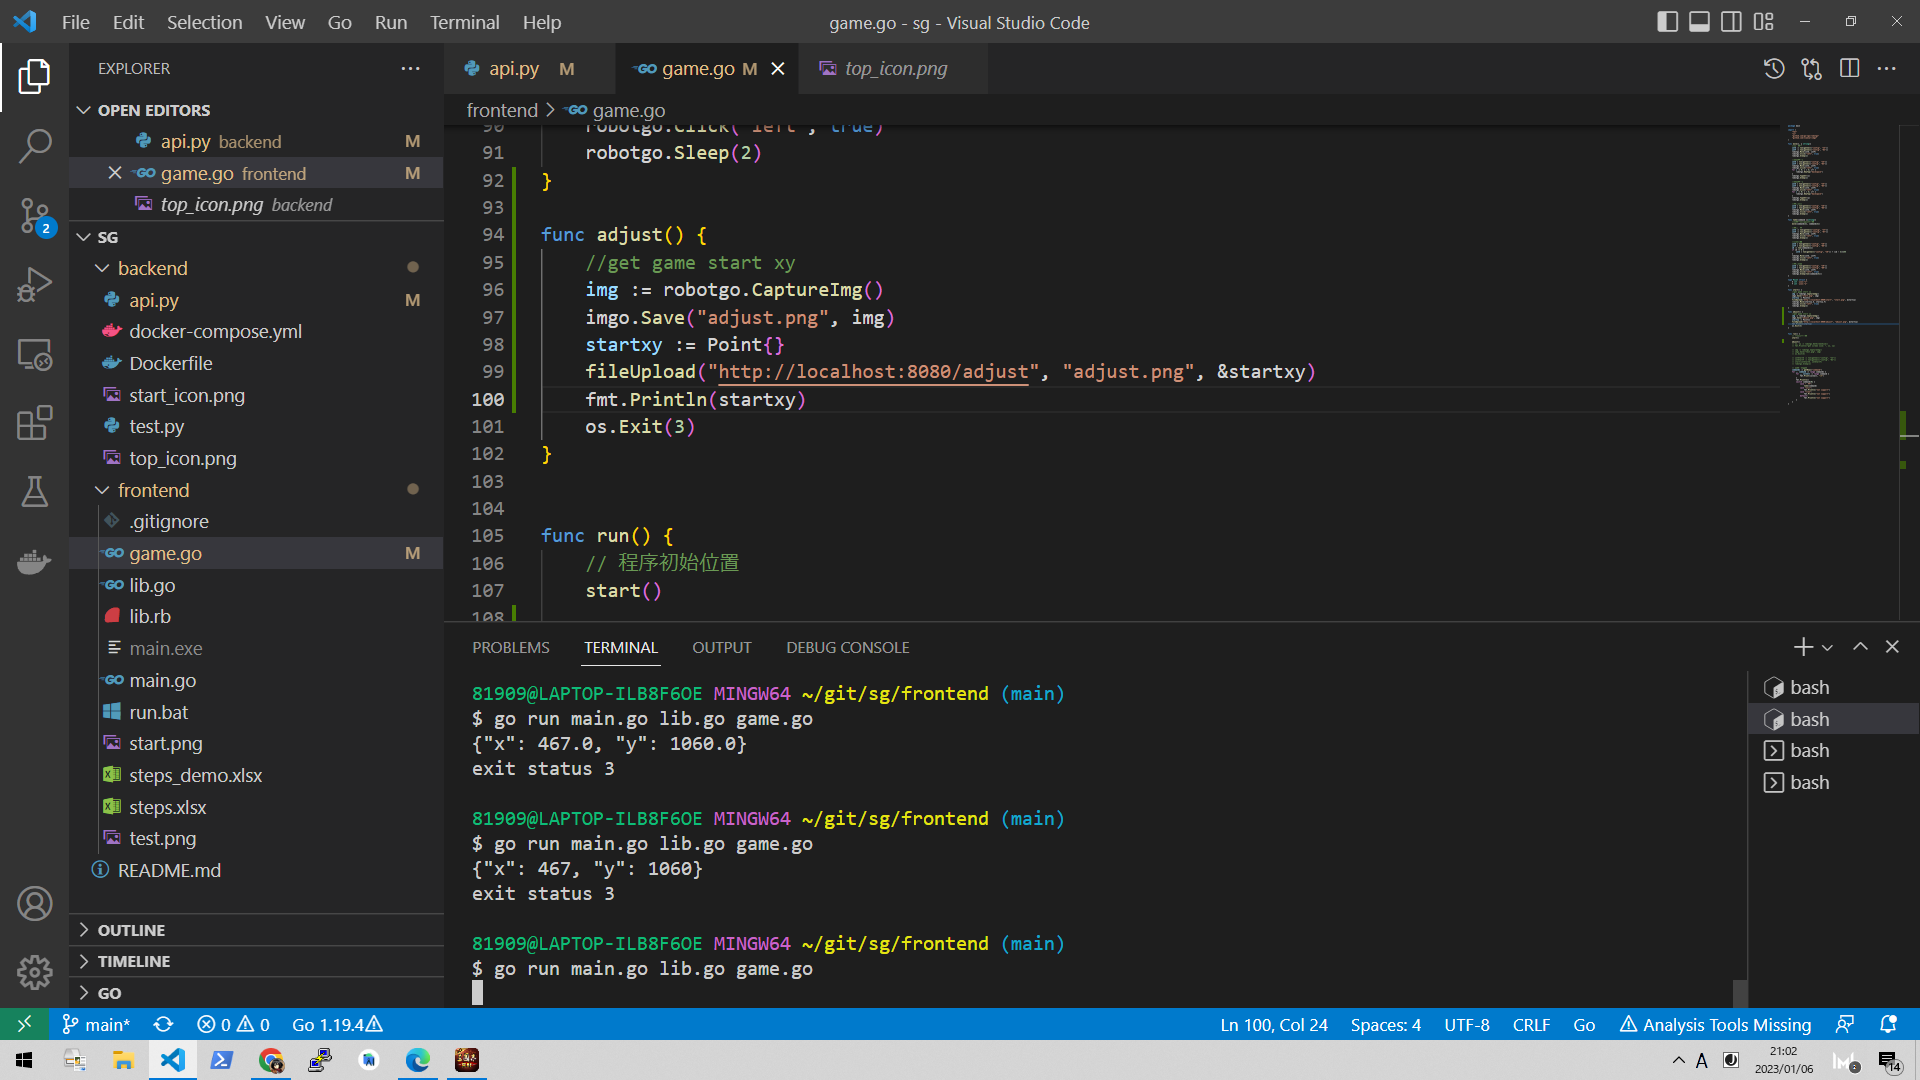 File Edit Selection View Go Run Terminal Help
game.go - sg - Visual Studio Code
EXPLORER
OPEN EDITORS
api.py backend M
game.go frontend M
top_icon.png backend
2
SG
backend
api.py M
docker-compose.yml
Dockerfile
start_icon.png
test.py
top_icon.png
frontend
.gitignore
game.go M
lib.go
lib.rb
main.exe
main.go
run.bat
start.png
steps_demo.xlsx
steps.xlsx
test.png
README.md
OUTLINE
TIMELINE
GO
api.py M
game.go M
top_icon.png
frontend > game.go
90 robotgo.Click("left", true)
91 robotgo.Sleep(2)
92 }
93
94 func adjust() {
95 //get game start xy
96 img := robotgo.CaptureImg()
97 imgo.Save("adjust.png", img)
98 startxy := Point{}
99 fileUpload("http://localhost:8080/adjust", "adjust.png", &startxy)
100 fmt.Println(startxy)
101 os.Exit(3)
102 }
103
104
105 func run() {
106 // 程序初始位置
107 start()
108
PROBLEMS TERMINAL OUTPUT DEBUG CONSOLE
81909@LAPTOP-ILB8F6OE MINGW64 ~/git/sg/frontend (main)
$ go run main.go lib.go game.go
{"x": 467.0, "y": 1060.0}
exit status 3
81909@LAPTOP-ILB8F6OE MINGW64 ~/git/sg/frontend (main)
$ go run main.go lib.go game.go
{"x": 467, "y": 1060}
exit status 3
81909@LAPTOP-ILB8F6OE MINGW64 ~/git/sg/frontend (main)
$ go run main.go lib.go game.go
bash
bash
bash
bash
main* 0 0 Go 1.19.4
Ln 100, Col 24 Spaces: 4 UTF-8 CRLF Go Analysis Tools Missing
A
21:02
2023/01/06
14